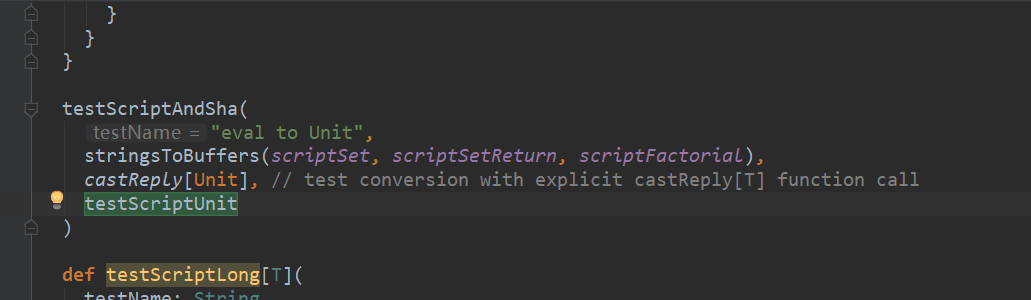 }
}
}
testScriptAndSha(
testName = "eval to Unit",
stringsToBuffers(scriptSet, scriptSetReturn, scriptFactorial),
castReply[Unit], // test conversion with explicit castReply[T] function call
testScriptUnit
)
def testScriptLong[T](
testName: String